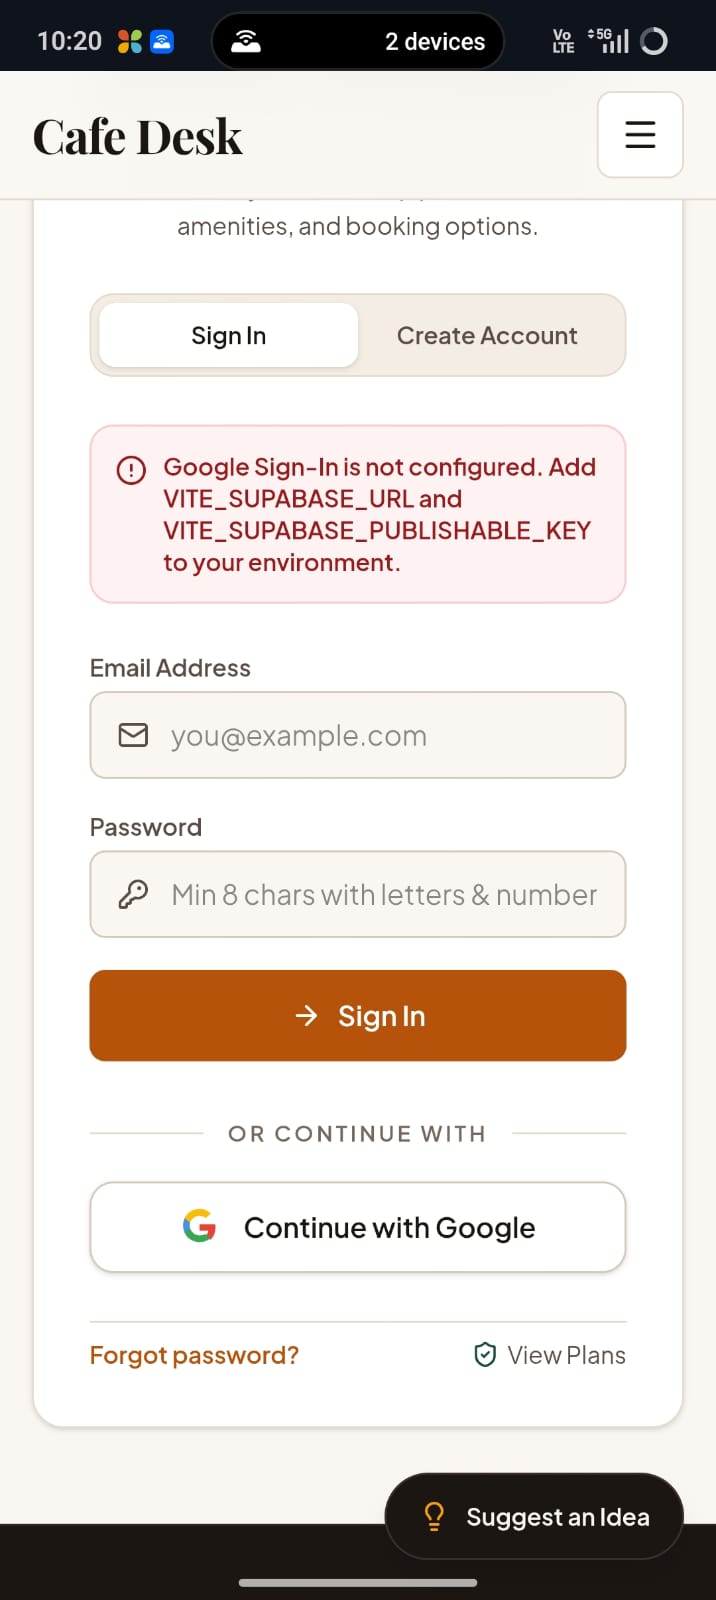 10:20
2 devices
Vo LTE
5G
Cafe Desk
amenities, and booking options.
Sign In
Create Account
Google Sign-In is not configured. Add
VITE_SUPABASE_URL and
VITE_SUPABASE_PUBLISHABLE_KEY
to your environment.
Email Address
you@example.com
Password
Min 8 chars with letters & number
Sign In
OR CONTINUE WITH
Continue with Google
Forgot password?
View Plans
Suggest an Idea